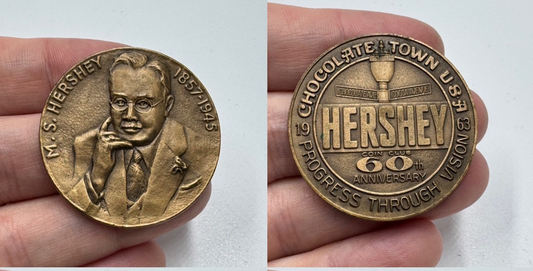 M. S. HERSHEY 1857-1945
CHOCOLATE TOWN USA
HERSHEY
COIN CLUB
60th
ANNIVERSARY
19 63
PROGRESS THROUGH VISION